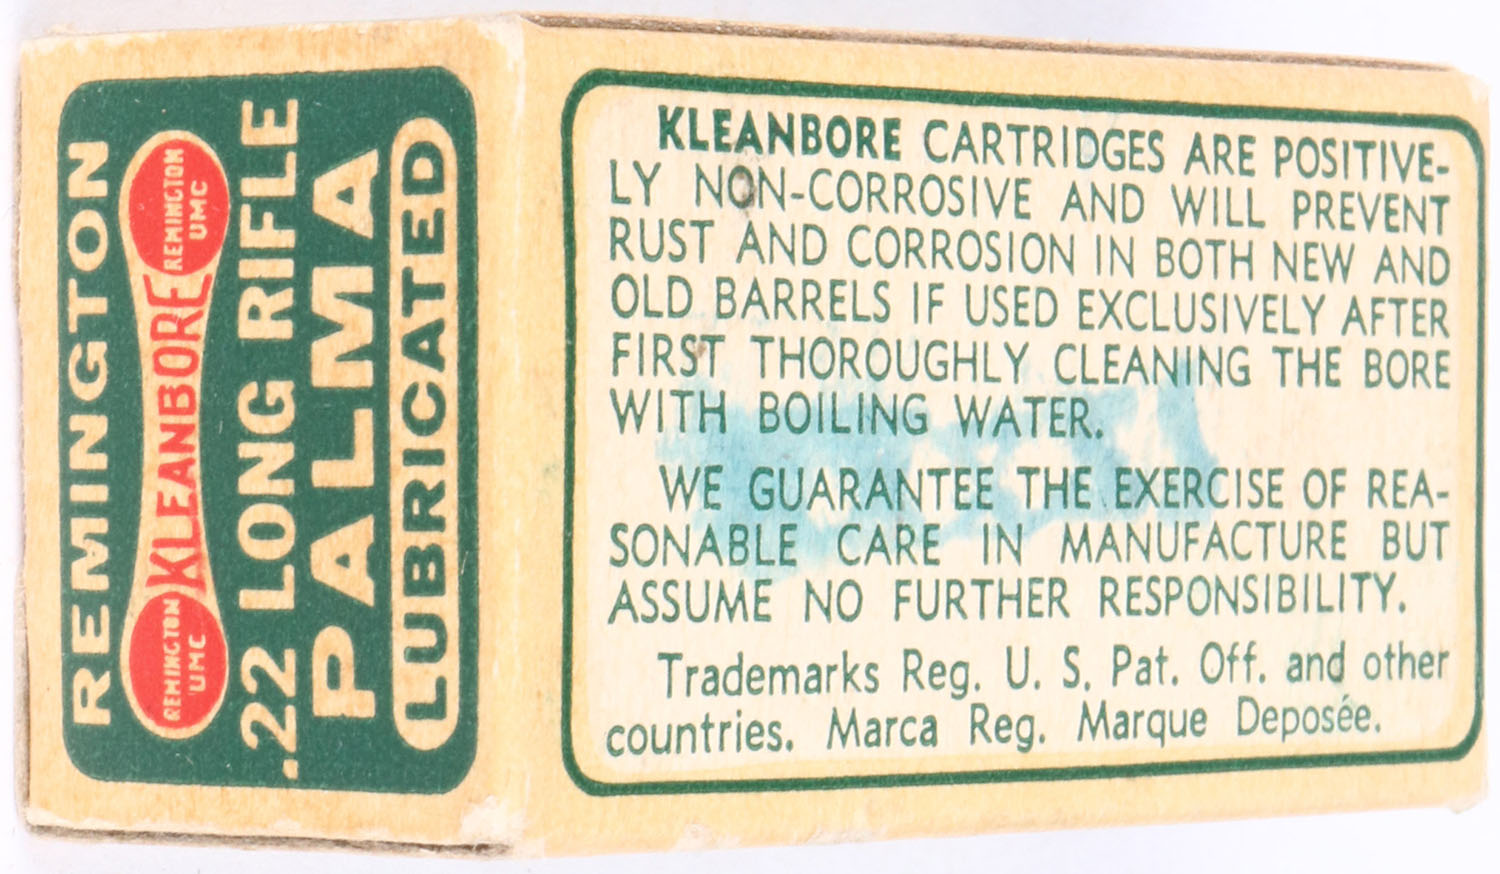 REMINGTON
REMINGTON
UMC
KLEANBORE
REMINGTON
UMC
.22 LONG RIFLE
PALMA
LUBRICATED
KLEANBORE CARTRIDGES ARE POSITIVE-
LY NON-CORROSIVE AND WILL PREVENT
RUST AND CORROSION IN BOTH NEW AND
OLD BARRELS IF USED EXCLUSIVELY AFTER
FIRST THOROUGHLY CLEANING THE BORE
WITH BOILING WATER.
WE GUARANTEE THE EXERCISE OF REA-
SONABLE CARE IN MANUFACTURE BUT
ASSUME NO FURTHER RESPONSIBILITY.
Trademarks Reg. U. S. Pat. Off. and other
countries. Marca Reg. Marque Deposée.